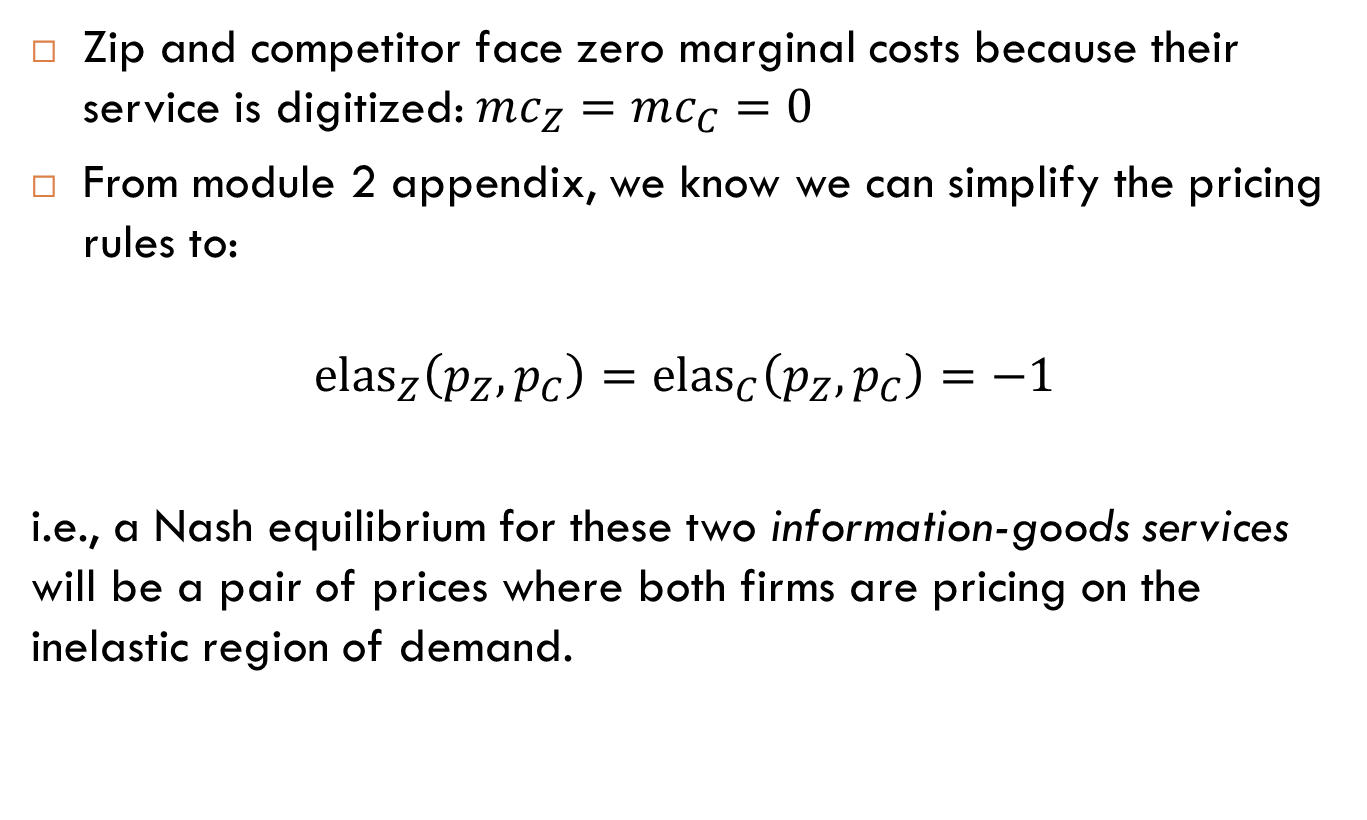 □ Zip and competitor face zero marginal costs because their
service is digitized: 𝑚𝑐_𝑍 = 𝑚𝑐_𝐶 = 0
□ From module 2 appendix, we know we can simplify the pricing
rules to:
elas_𝑍(𝑝_𝑍, 𝑝_𝐶) = elas_𝐶(𝑝_𝑍, 𝑝_𝐶) = −1
i.e., a Nash equilibrium for these two information-goods services
will be a pair of prices where both firms are pricing on the
inelastic region of demand.